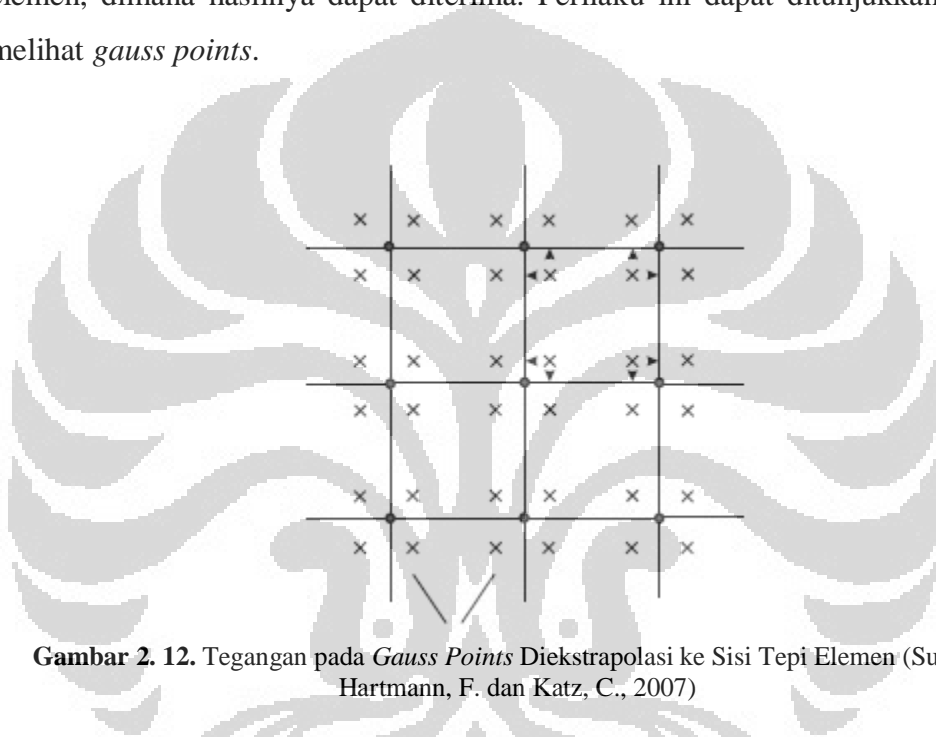 elemen, dimana hasilnya dapat diterima. Perilaku ini dapat ditunjukkan
melihat gauss points.
Gambar 2. 12. Tegangan pada Gauss Points Diekstrapolasi ke Sisi Tepi Elemen (Su
Hartmann, F. dan Katz, C., 2007)